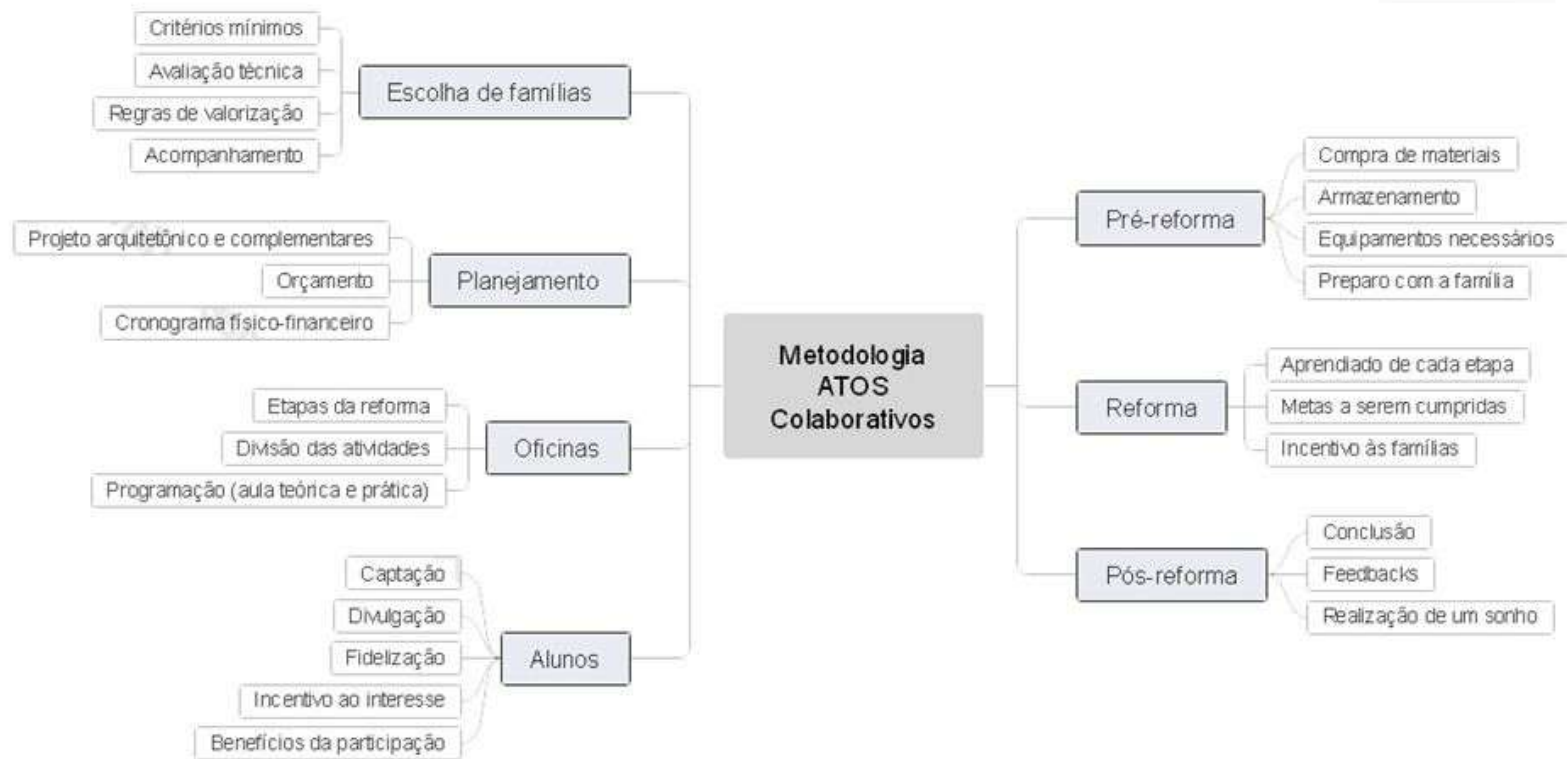 Critérios mínimos
Avaliação técnica
Regras de valorização
Acompanhamento
Escolha de famílias
Projeto arquitetônico e complementares
Orçamento
Cronograma físico-financeiro
Planejamento
Etapas da reforma
Divisão das atividades
Programação (aula teórica e prática)
Oficinas
Captação
Divulgação
Fidelização
Incentivo ao interesse
Benefícios da participação
Alunos
Metodologia
ATOS
Colaborativos
Pré-reforma
Compra de materiais
Armazenamento
Equipamentos necessários
Preparo com a família
Reforma
Aprendiado de cada etapa
Metas a serem cumpridas
Incentivo às famílias
Pós-reforma
Conclusão
Feedbacks
Realização de um sonho